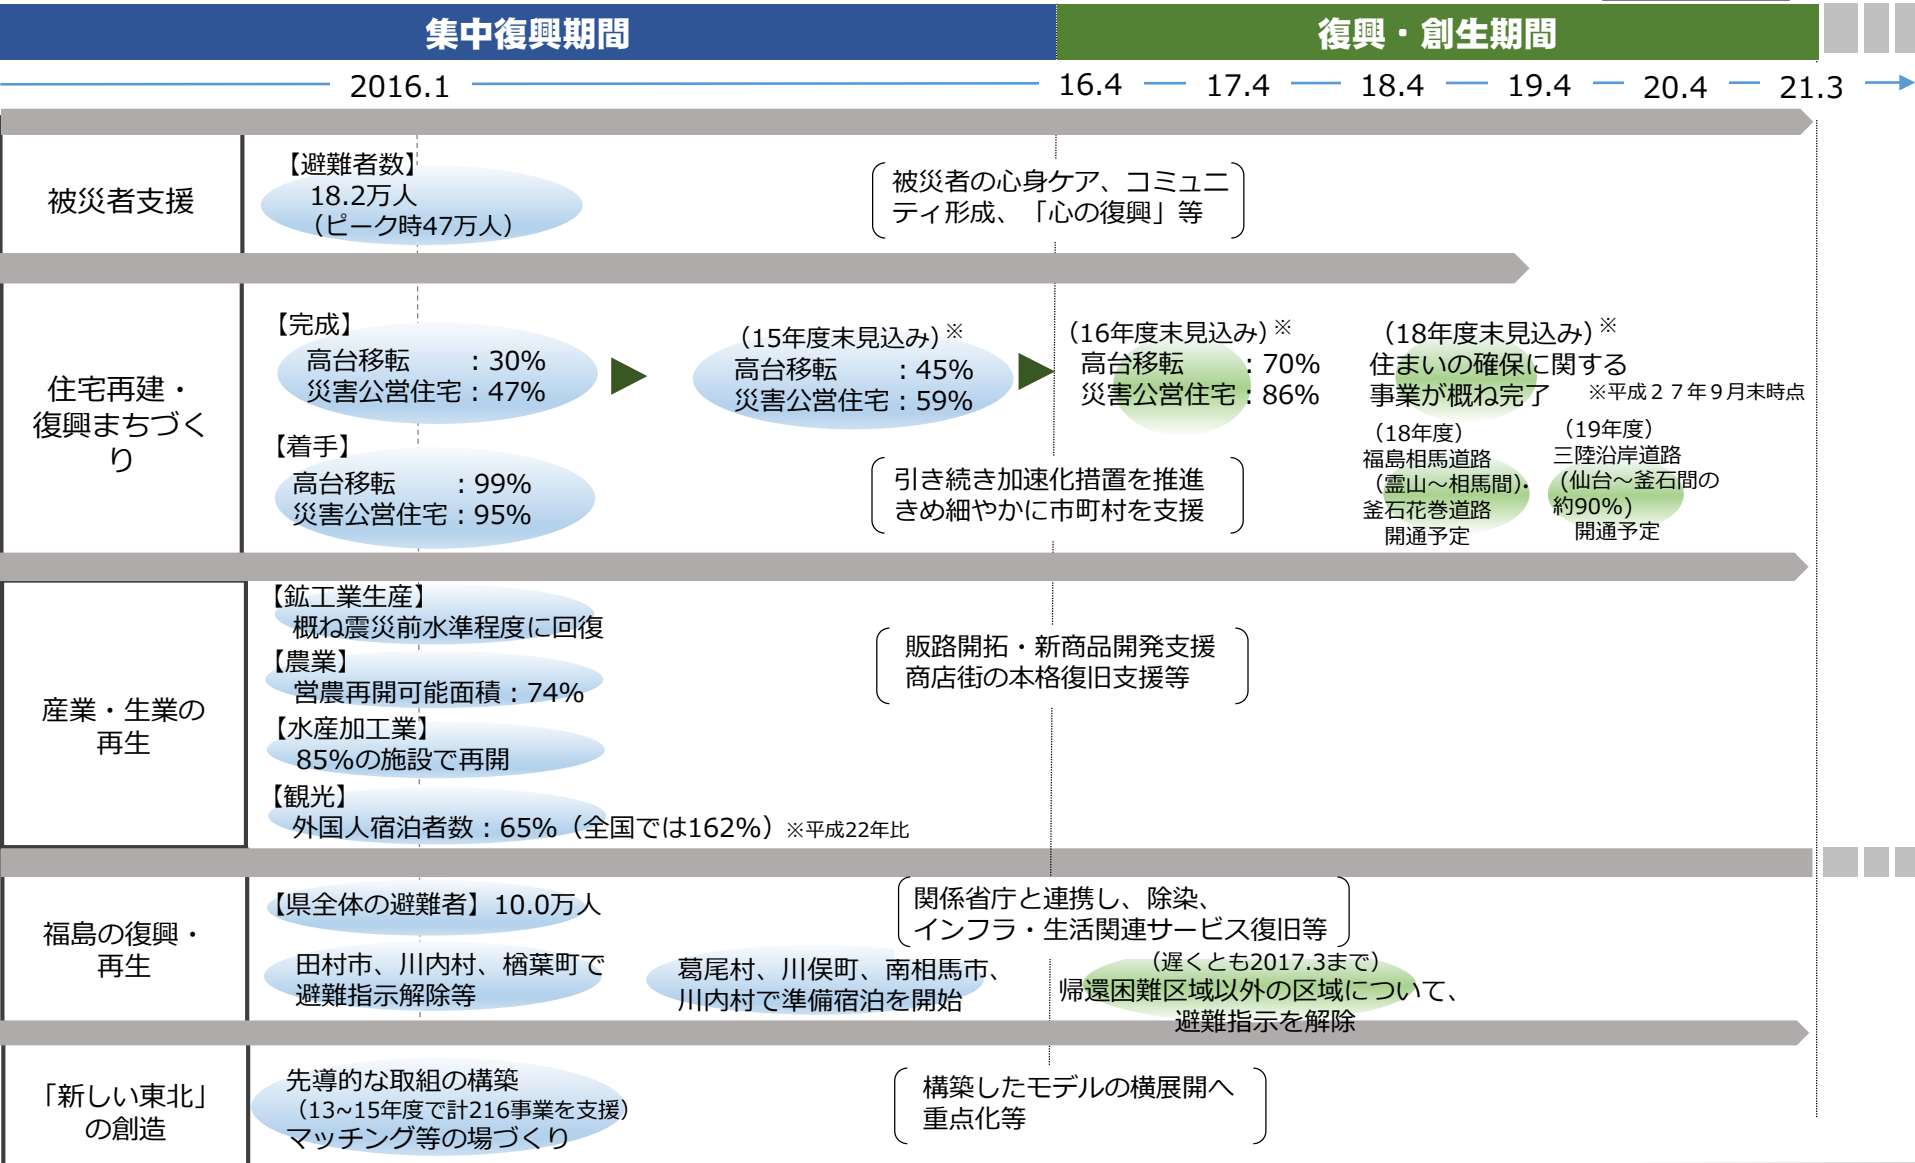 集中復興期間
復興・創生期間
2016.1
16.4
17.4
18.4
19.4
20.4
21.3
被災者支援
【避難者数】
18.2万人
（ピーク時47万人）
被災者の心身ケア、コミュニ
ティ形成、「心の復興」等
住宅再建・
復興まちづく
り
【完成】
高台移転　　：30%
災害公営住宅：47%
（15年度末見込み）※
高台移転　　：45%
災害公営住宅：59%
（16年度末見込み）※
高台移転　　：70%
災害公営住宅：86%
（18年度末見込み）※
住まいの確保に関する
事業が概ね完了
※平成２７年９月末時点
【着手】
高台移転　　：99%
災害公営住宅：95%
引き続き加速化措置を推進
きめ細やかに市町村を支援
（18年度）
福島相馬道路
（霊山～相馬間）・
釜石花巻道路
開通予定
（19年度）
三陸沿岸道路
(仙台～釜石間の
約90%)
開通予定
産業・生業の
再生
【鉱工業生産】
概ね震災前水準程度に回復
【農業】
営農再開可能面積：74%
【水産加工業】
85%の施設で再開
【観光】
外国人宿泊者数：65%（全国では162%）※平成22年比
販路開拓・新商品開発支援
商店街の本格復旧支援等
福島の復興・
再生
【県全体の避難者】10.0万人
田村市、川内村、楢葉町で
避難指示解除等
葛尾村、川俣町、南相馬市、
川内村で準備宿泊を開始
関係省庁と連携し、除染、
インフラ・生活関連サービス復旧等
（遅くとも2017.3まで）
帰還困難区域以外の区域について、
避難指示を解除
「新しい東北」
の創造
先導的な取組の構築
（13~15年度で計216事業を支援）
マッチング等の場づくり
構築したモデルの横展開へ
重点化等